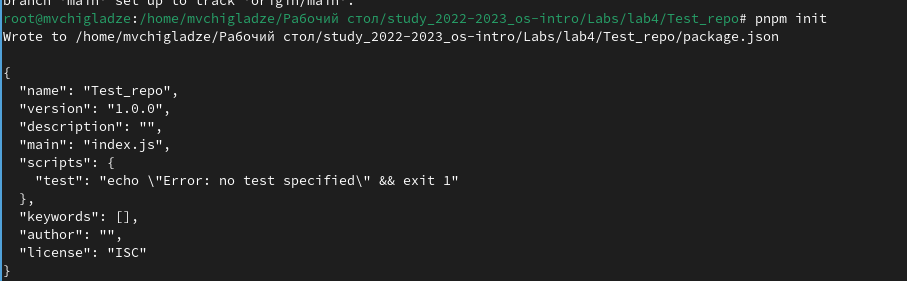 branch 'main' set up to track 'origin/main'.
root@mvchigladze:/home/mvchigladze/Рабочий стол/study_2022-2023_os-intro/Labs/lab4/Test_repo# pnpm init
Wrote to /home/mvchigladze/Рабочий стол/study_2022-2023_os-intro/Labs/lab4/Test_repo/package.json
{
  "name": "Test_repo",
  "version": "1.0.0",
  "description": "",
  "main": "index.js",
  "scripts": {
    "test": "echo \"Error: no test specified\" && exit 1"
  },
  "keywords": [],
  "author": "",
  "license": "ISC"
}